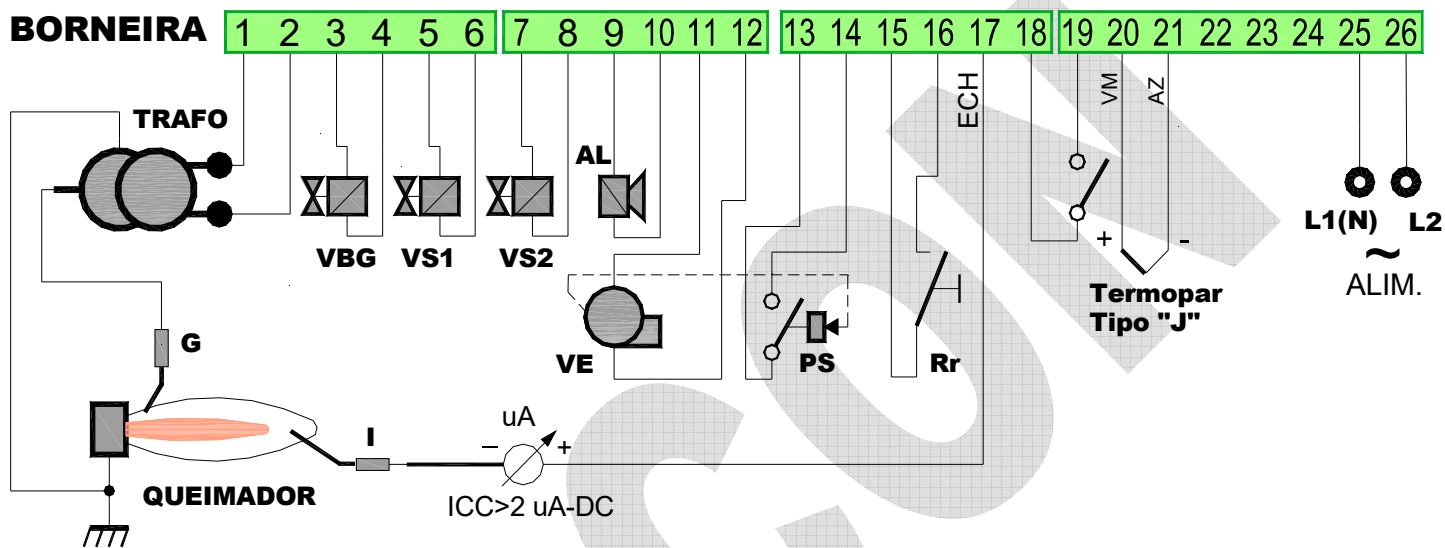 BORNEIRA 1 2 3 4 5 6 7 8 9 10 11 12 13 14 15 16 17 18 19 20 21 22 23 24 25 26
ECH
VM
AZ
TRAFO
AL
VBG
VS1
VS2
L1(N)
L2
~
ALIM.
+
-
Termopar
Tipo "J"
G
VE
PS
Rr
I
uA
–
+
ICC>2 uA-DC
QUEIMADOR
CON